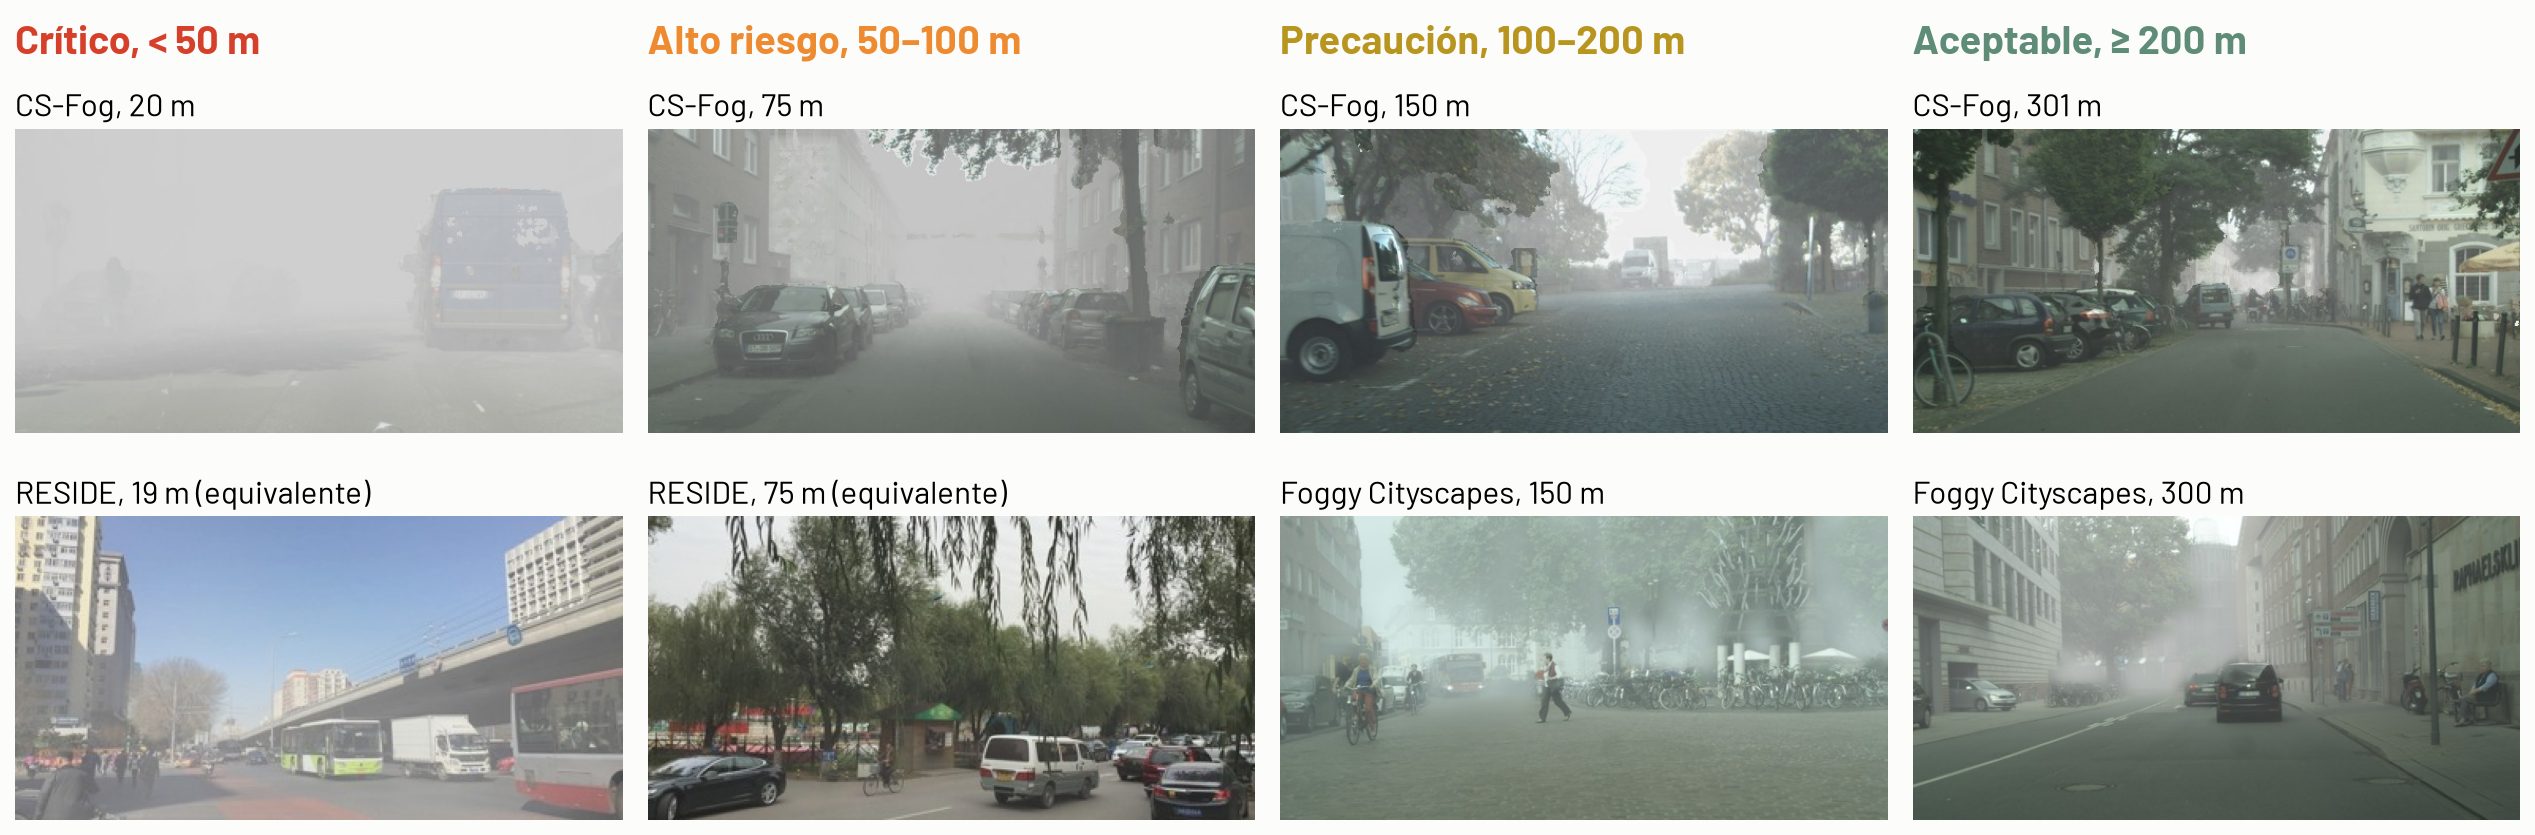 Crítico, < 50 m
Alto riesgo, 50–100 m
Precaución, 100–200 m
Aceptable, ≥ 200 m
CS-Fog, 20 m
CS-Fog, 75 m
CS-Fog, 150 m
CS-Fog, 301 m
RESIDE, 19 m (equivalente)
RESIDE, 75 m (equivalente)
Foggy Cityscapes, 150 m
Foggy Cityscapes, 300 m